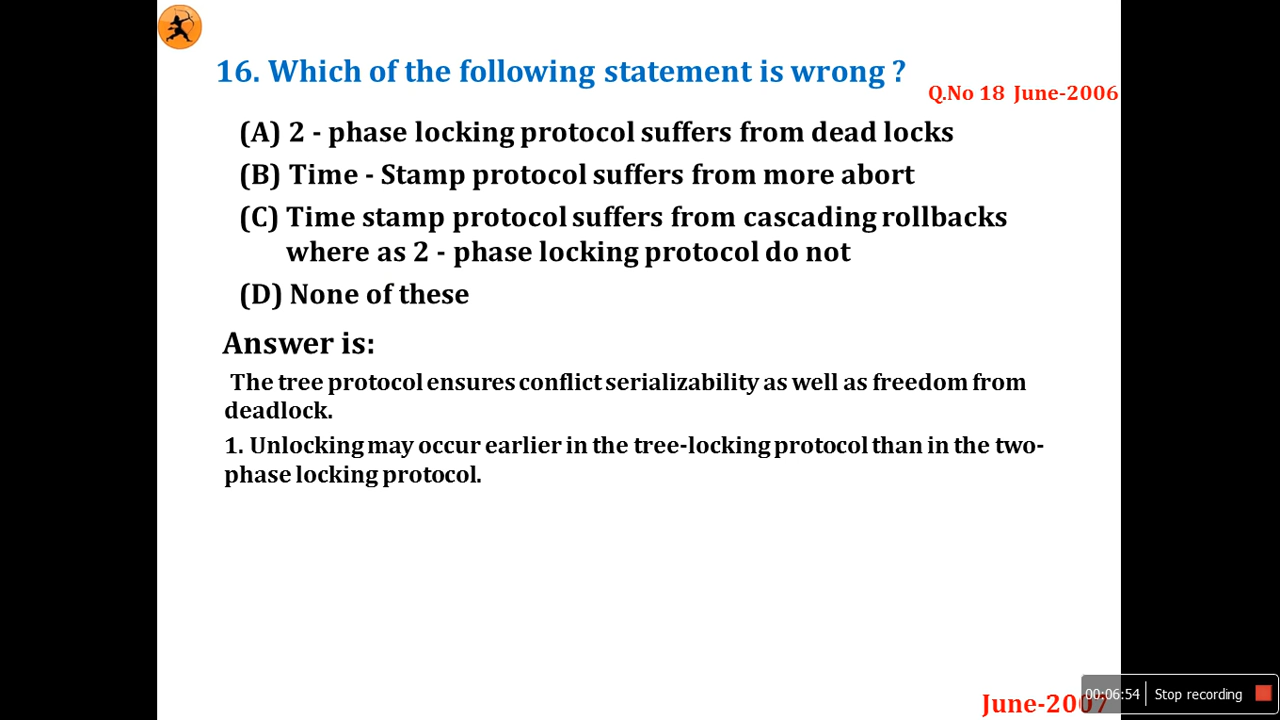 16. Which of the following statement is wrong ?
Q.No 18 June-2006
(A) 2 - phase locking protocol suffers from dead locks
(B) Time - Stamp protocol suffers from more abort
(C) Time stamp protocol suffers from cascading rollbacks
where as 2 - phase locking protocol do not
(D) None of these
Answer is:
The tree protocol ensures conflict serializability as well as freedom from
deadlock.
1. Unlocking may occur earlier in the tree-locking protocol than in the two-
phase locking protocol.
June-2007
00:06:54 Stop recording